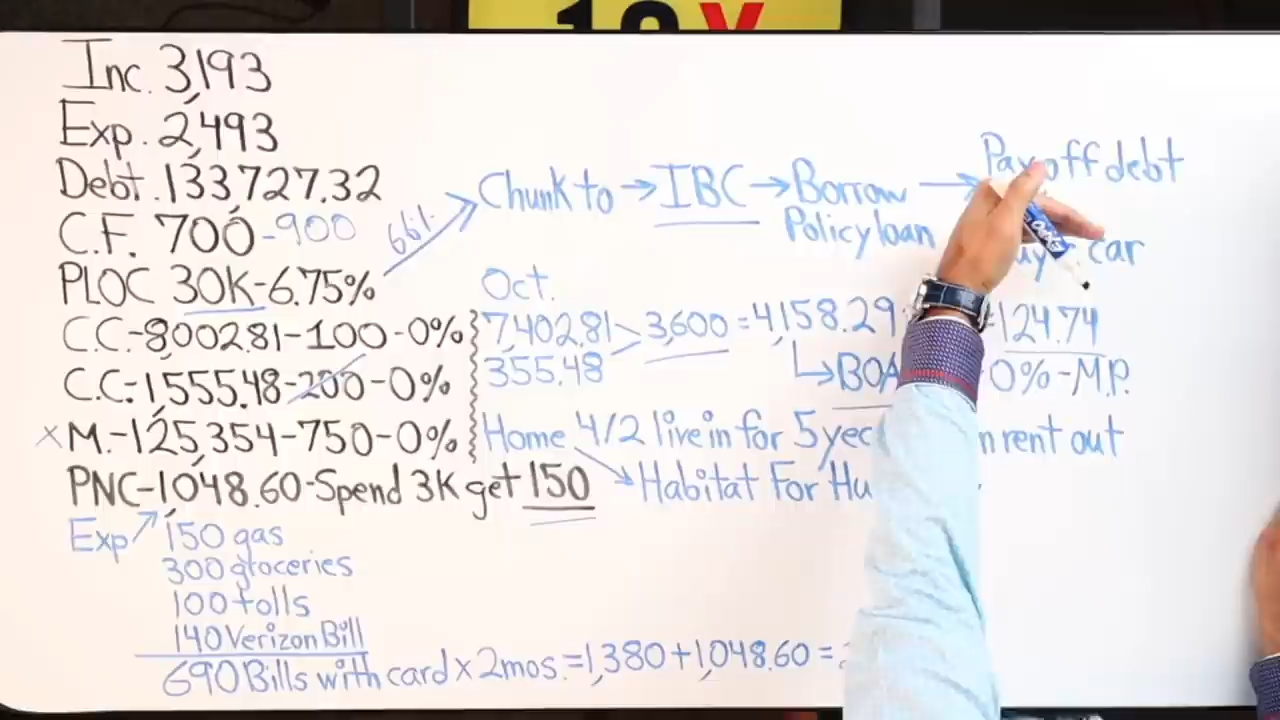 Inc. 3,193
Exp. 2,493
Debt. 133,727.32
C.F. 700-900
PLOC 30K-6.75%
C.C.-8,002.81-100-0%
C.C.-1,555.48-200-0%
x M.-125,354-750-0%
PNC-1,048.60-Spend 3K get 150
Exp
150 gas
300 groceries
100 tolls
140 Verizon Bill
690 Bills with card x 2mos.=1,380+1,048.60=
Chunk to → IBC → Borrow → Pay off debt
Policy loan
car
Oct.
7,402.81 3,600 =4,158.29 124.74
355.48 BOA 0%-M.P.
Home 4/2 live in for 5 rent out
Habitat For
EXPO